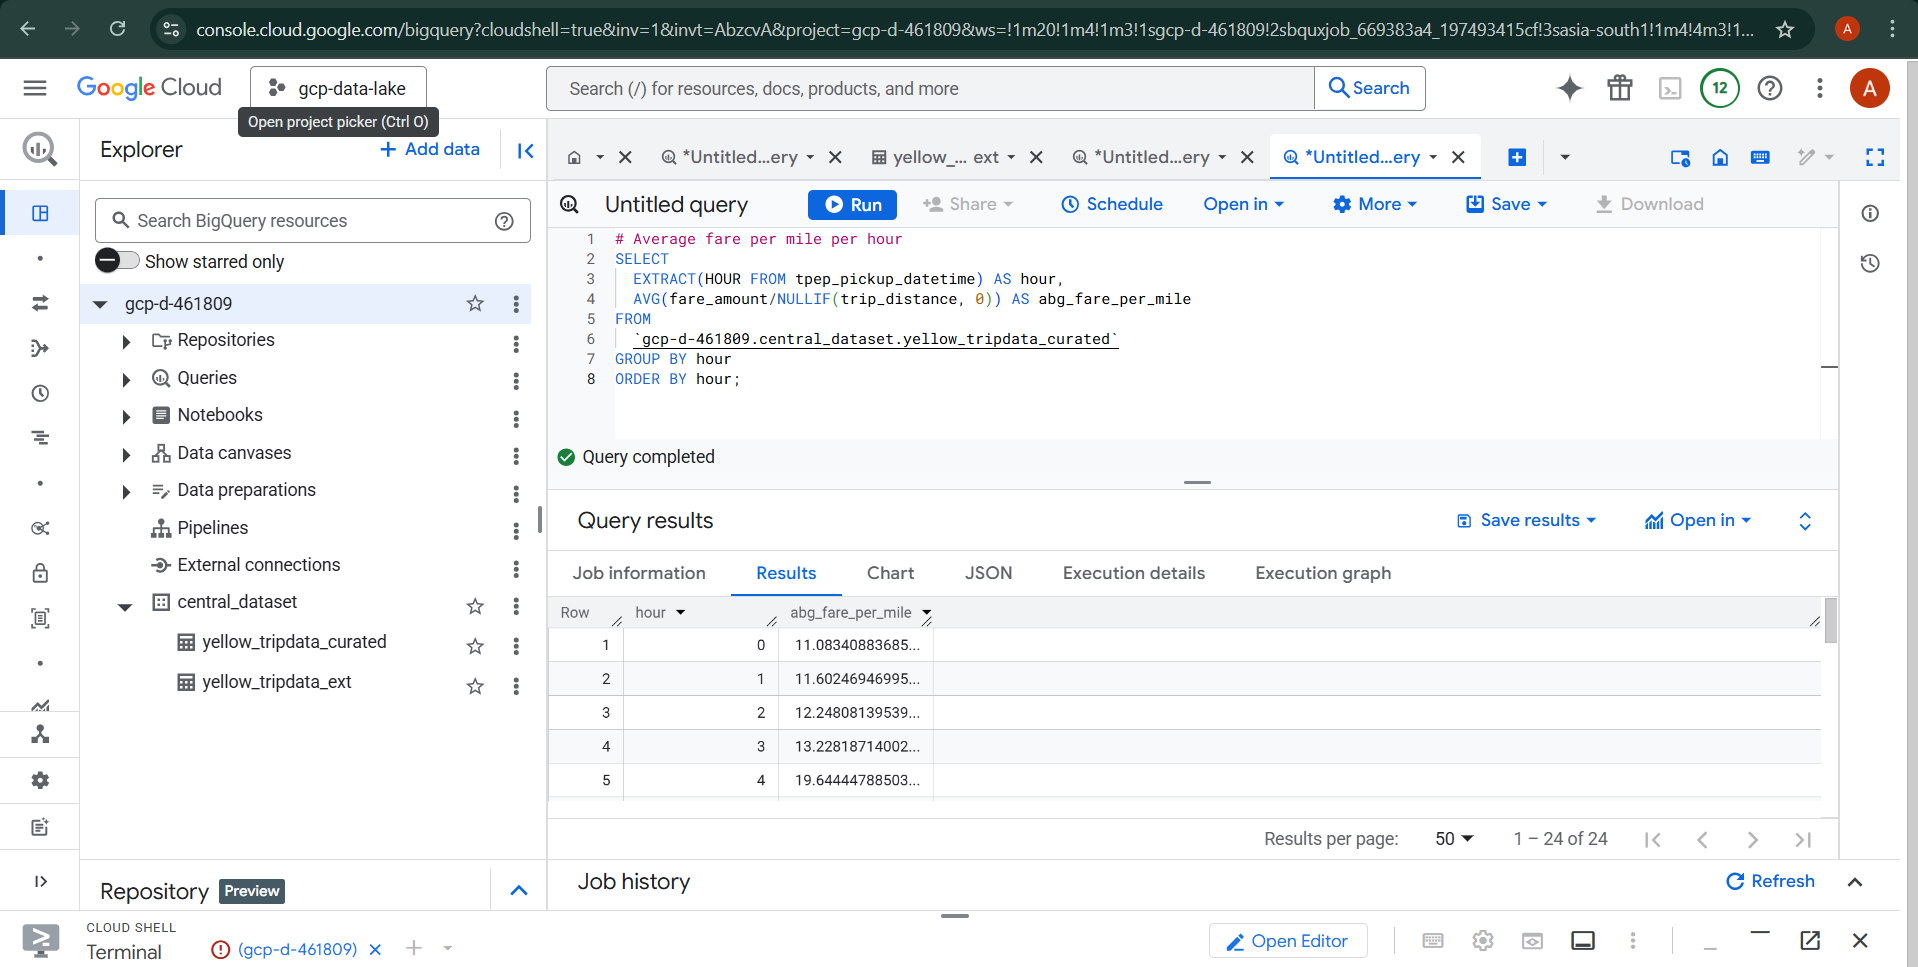 console.cloud.google.com/bigquery?cloudshell=true&inv=1&invt=AbzcvA&project=gcp-d-461809&ws=!1m20!1m4!1m3!1sgcp-d-461809!2sbquxjob_669383a4_197493415cf!3sasia-south1!1m4!4m3!1...
A
Google Cloud
gcp-data-lake
Search (/) for resources, docs, products, and more
Search
12
A
Open project picker (Ctrl O)
Explorer
+ Add data
*Untitled...ery
yellow_... ext
*Untitled...ery
*Untitled...ery
Search BigQuery resources
Show starred only
gcp-d-461809
Repositories
Queries
Notebooks
Data canvases
Data preparations
Pipelines
External connections
central_dataset
yellow_tripdata_curated
yellow_tripdata_ext
Repository Preview
Untitled query
Run
Share
Schedule
Open in
More
Save
Download
1 # Average fare per mile per hour
2 SELECT
3 EXTRACT(HOUR FROM tpep_pickup_datetime) AS hour,
4 AVG(fare_amount/NULLIF(trip_distance, 0)) AS abg_fare_per_mile
5 FROM
6 `gcp-d-461809.central_dataset.yellow_tripdata_curated`
7 GROUP BY hour
8 ORDER BY hour;
Query completed
Query results
Save results
Open in
Job information
Results
Chart
JSON
Execution details
Execution graph
Row hour abg_fare_per_mile
1 0 11.08340883685...
2 1 11.60246946995...
3 2 12.24808139539...
4 3 13.22818714002...
5 4 19.64444788503...
Results per page: 50 1 – 24 of 24
Job history
Refresh
CLOUD SHELL
Terminal
(gcp-d-461809)
Open Editor